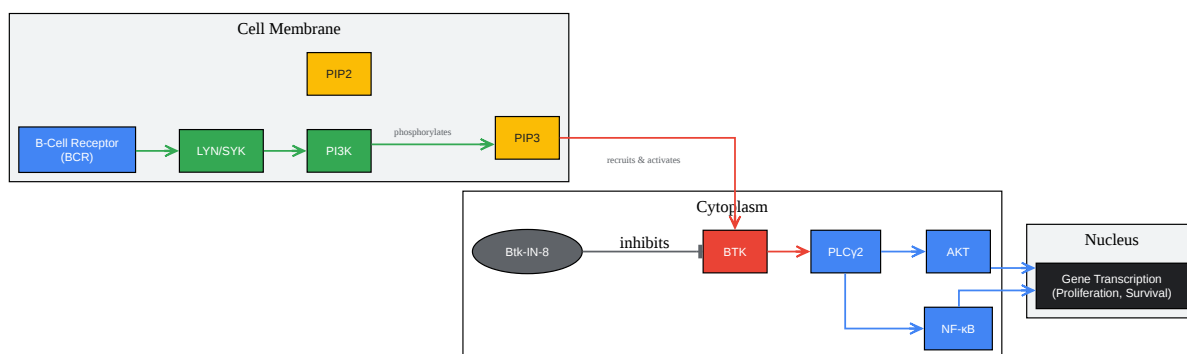 Cell Membrane
PIP2
B-Cell Receptor
(BCR)
LYN/SYK
PI3K
phosphorylates
PIP3
recruits & activates
Cytoplasm
Btk-IN-8
inhibits
BTK
PLCγ2
AKT
NF-κB
Nucleus
Gene Transcription
(Proliferation, Survival)